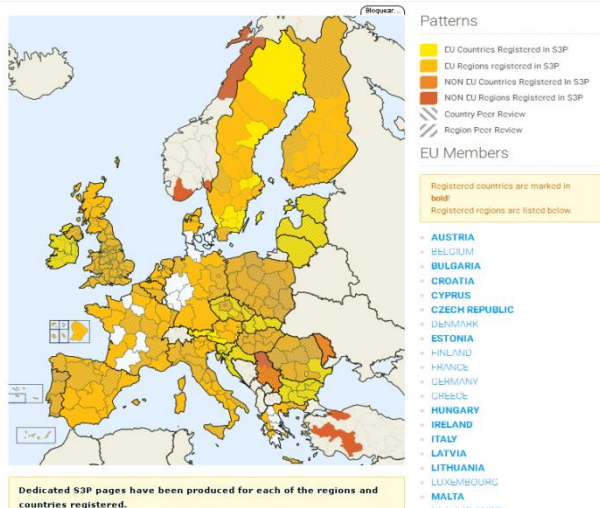 Bloquear...
Patterns
EU Countries Registered in S3P
EU Regions registered in S3P
NON EU Countries Registered In S3P
NON EU Regions Registered in S3P
Country Peer Review
Region Peer Review
EU Members
Registered countries are marked in
bold!
Registered regions are listed below
AUSTRIA
BELGIUM
BULGARIA
CROATIA
CYPRUS
CZECH REPUBLIC
DENMARK
ESTONIA
FINLAND
FRANCE
GERMANY
GREECE
HUNGARY
IRELAND
ITALY
LATVIA
LITHUANIA
LUXEMBOURG
MALTA
Dedicated S3P pages have been produced for each of the regions and
countries registered.